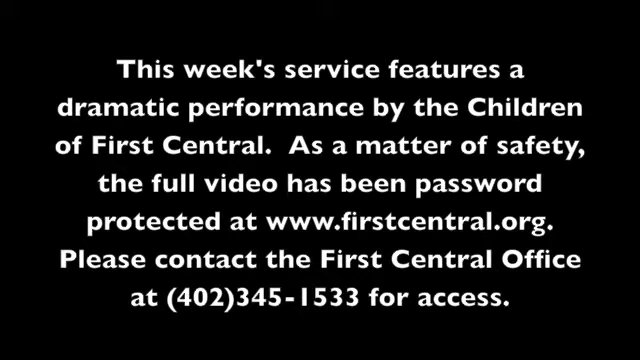 This week's service features a
dramatic performance by the Children
of First Central.  As a matter of safety,
the full video has been password
protected at www.firstcentral.org.
Please contact the First Central Office
at (402)345-1533 for access.